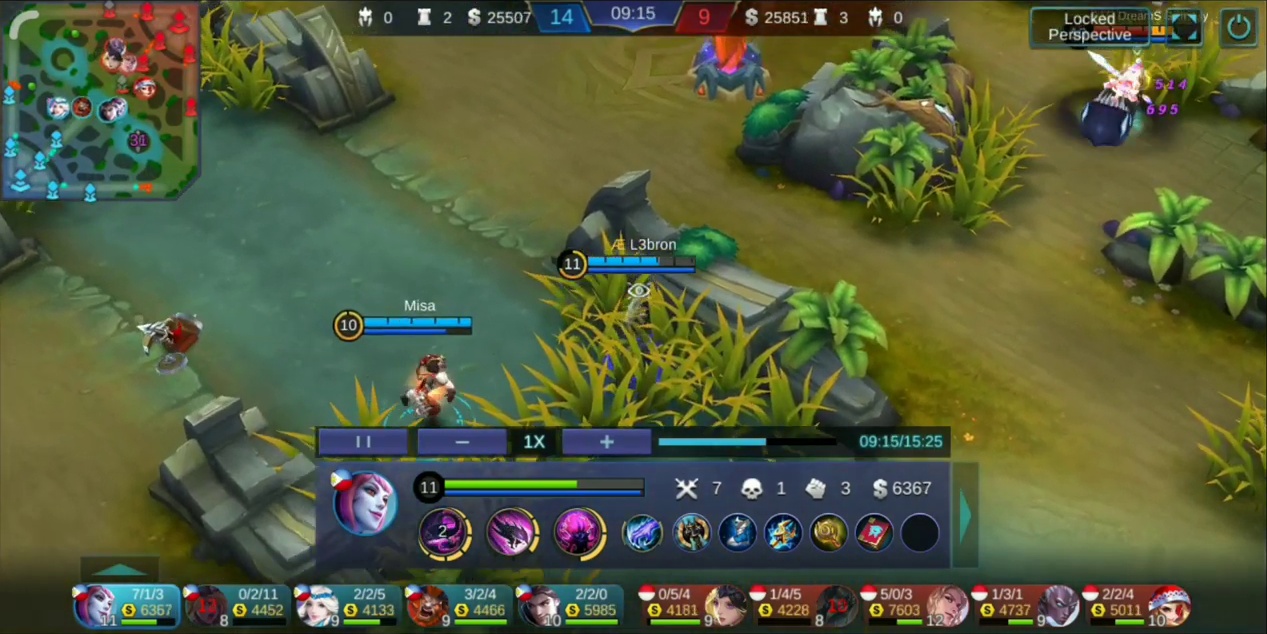 0 2 $ 25507 14 09:15 9 $ 25851 3 0
Locked
Perspective
514
695
31
Æ L3bron
11
Misa
10
1X 09:15/15:25
11 7 1 3 $ 6367
2
7/1/3 0/2/11 2/2/5 3/2/4 2/2/0 0/5/4 1/4/5 5/0/3 1/3/1 2/2/4
6367 4452 4133 4466 5985 4181 4228 7603 4737 5011
11 8 9 9 10 9 8 12 9 10